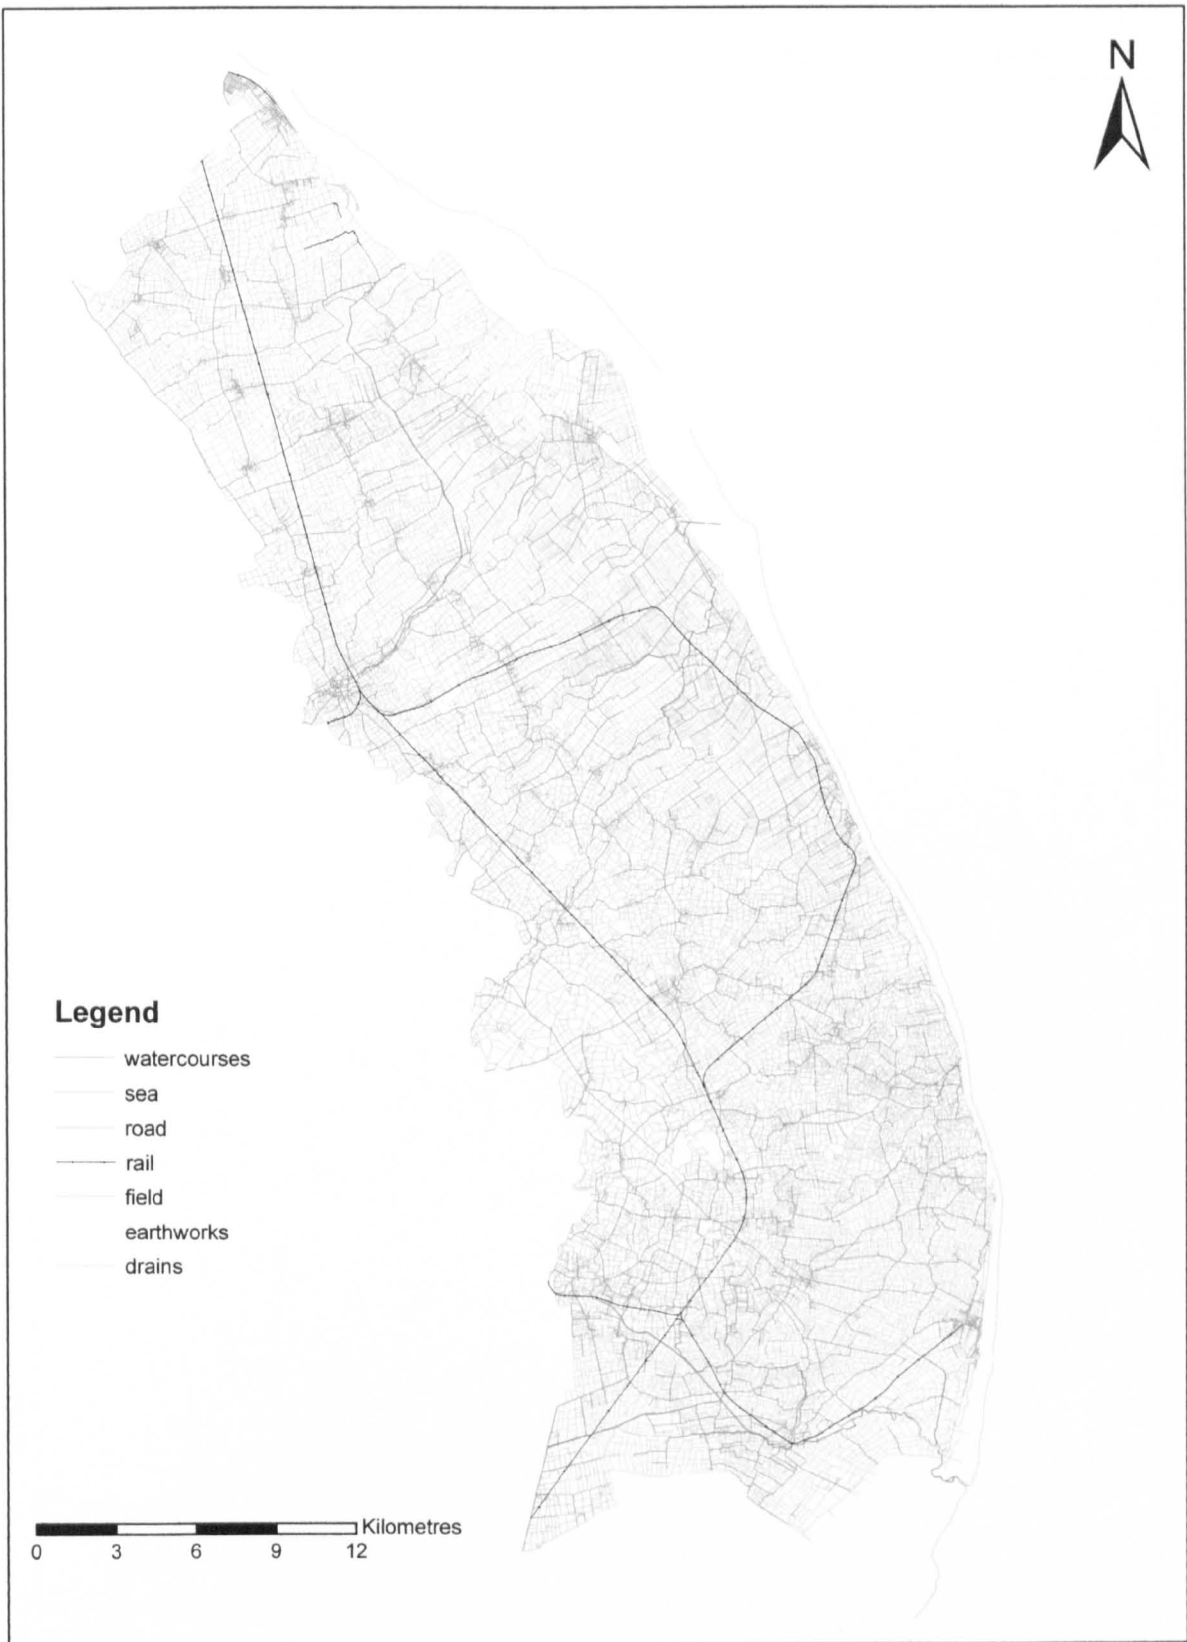 N
Legend
watercourses
sea
road
rail
field
earthworks
drains
Kilometres
0 3 6 9 12